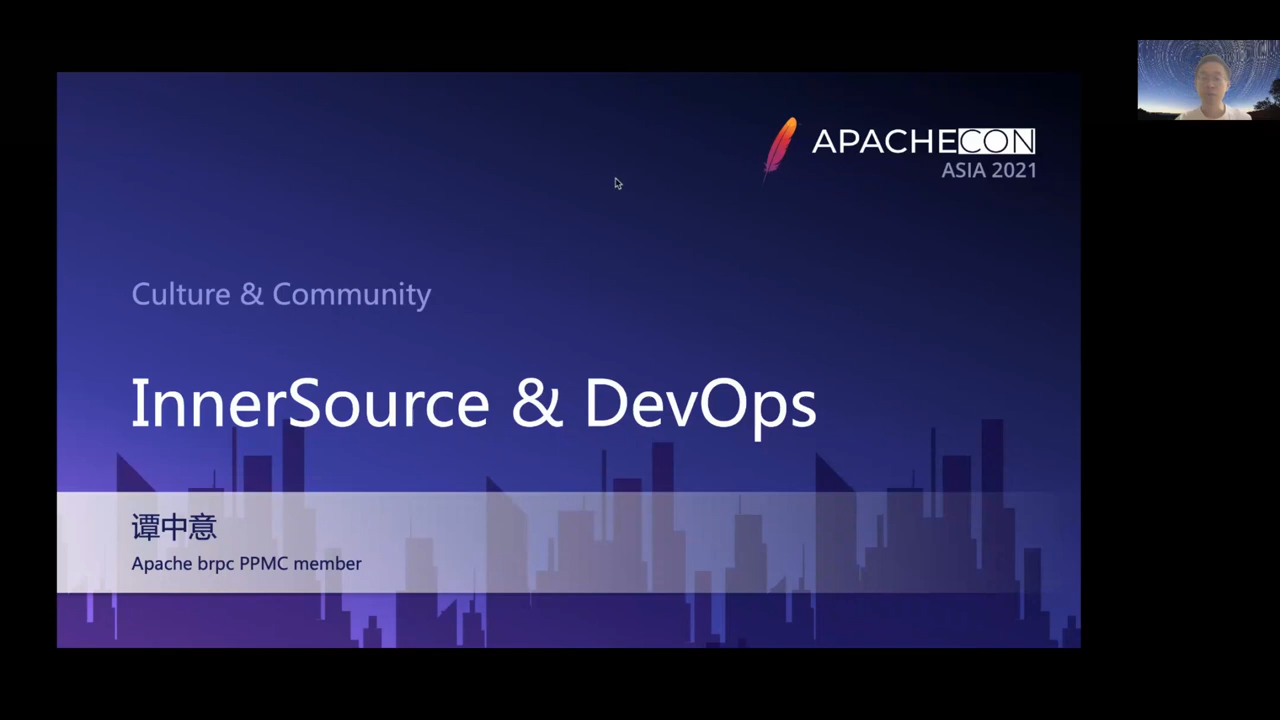 APACHECON
ASIA 2021
Culture & Community
InnerSource & DevOps
谭中意
Apache brpc PPMC member